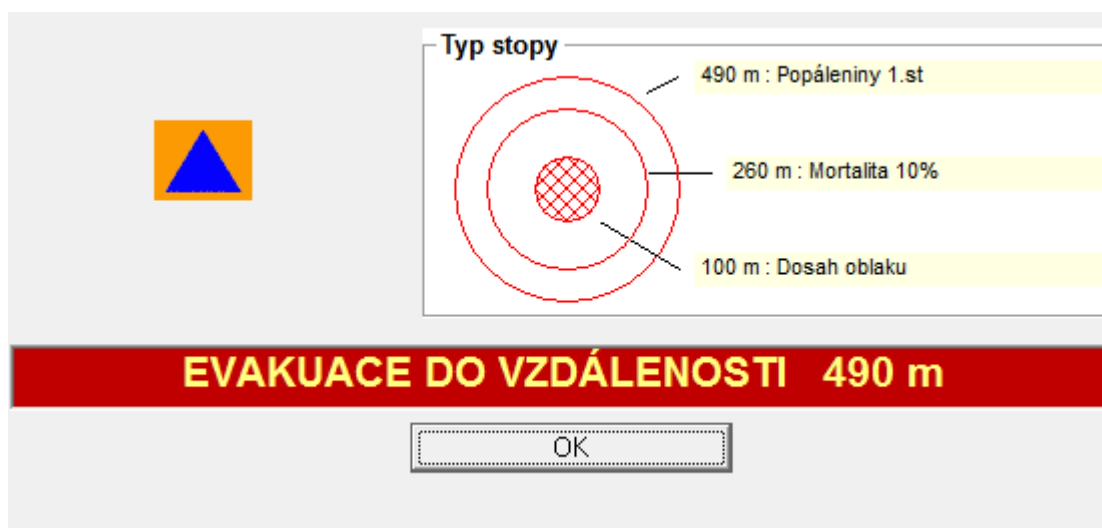 Typ stopy
490 m : Popáleniny 1.st
260 m : Mortalita 10%
100 m : Dosah oblaku
EVAKUACE DO VZDÁLENOSTI 490 m
OK